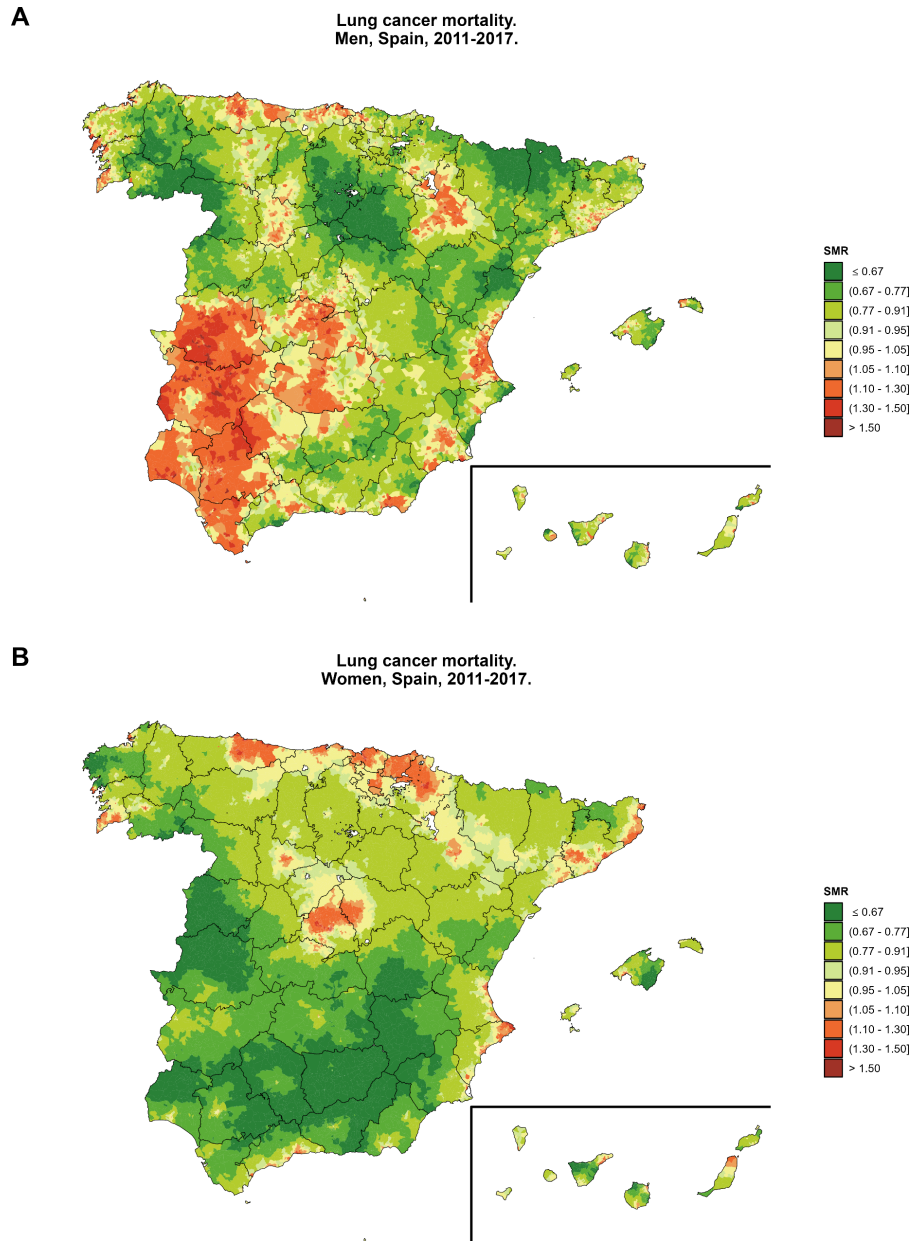 A
Lung cancer mortality.
Men, Spain, 2011-2017.
SMR
≤ 0.67
(0.67 - 0.77]
(0.77 - 0.91]
(0.91 - 0.95]
(0.95 - 1.05]
(1.05 - 1.10]
(1.10 - 1.30]
(1.30 - 1.50]
> 1.50
B
Lung cancer mortality.
Women, Spain, 2011-2017.
SMR
≤ 0.67
(0.67 - 0.77]
(0.77 - 0.91]
(0.91 - 0.95]
(0.95 - 1.05]
(1.05 - 1.10]
(1.10 - 1.30]
(1.30 - 1.50]
> 1.50